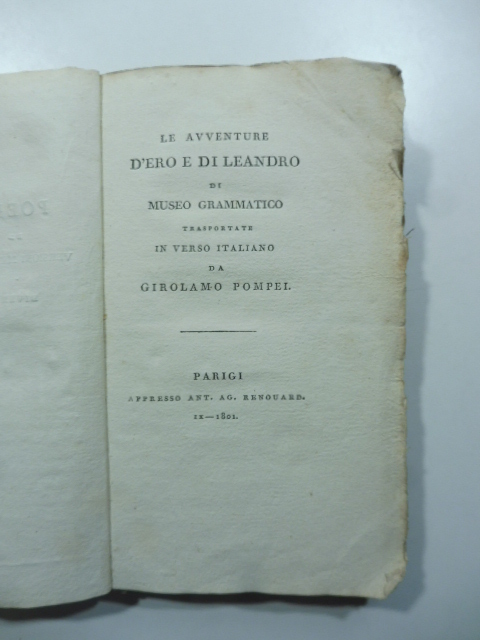 LE AVVENTURE
D'ERO E DI LEANDRO
DI
MUSEO GRAMMATICO
TRASPORTATE
IN VERSO ITALIANO
DA
GIROLAMO POMPEI.
PARIGI
APPRESSO ANT. AG. RENOUARD.
IX—1801.